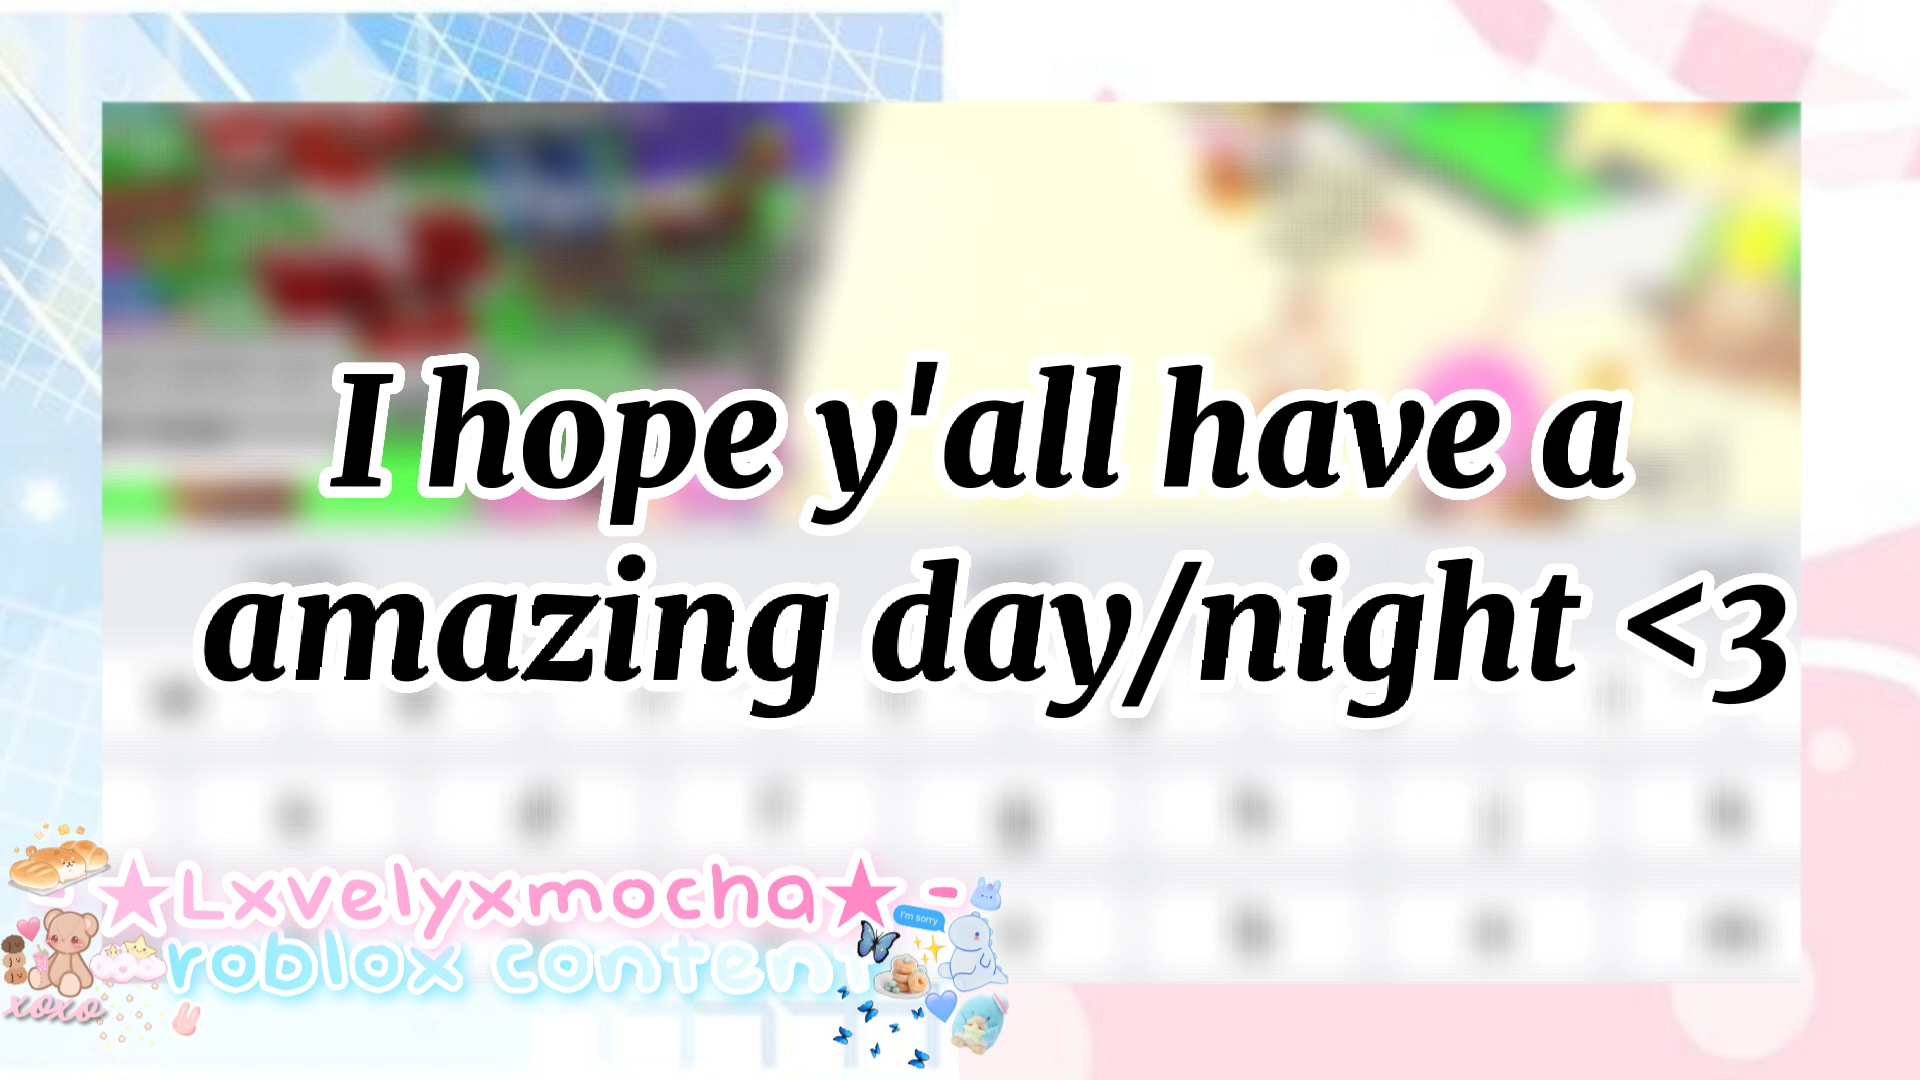 I hope y'all have a
amazing day/night <3
★Lxvelyxmocha★-
roblox content
I'm sorry
xoxo